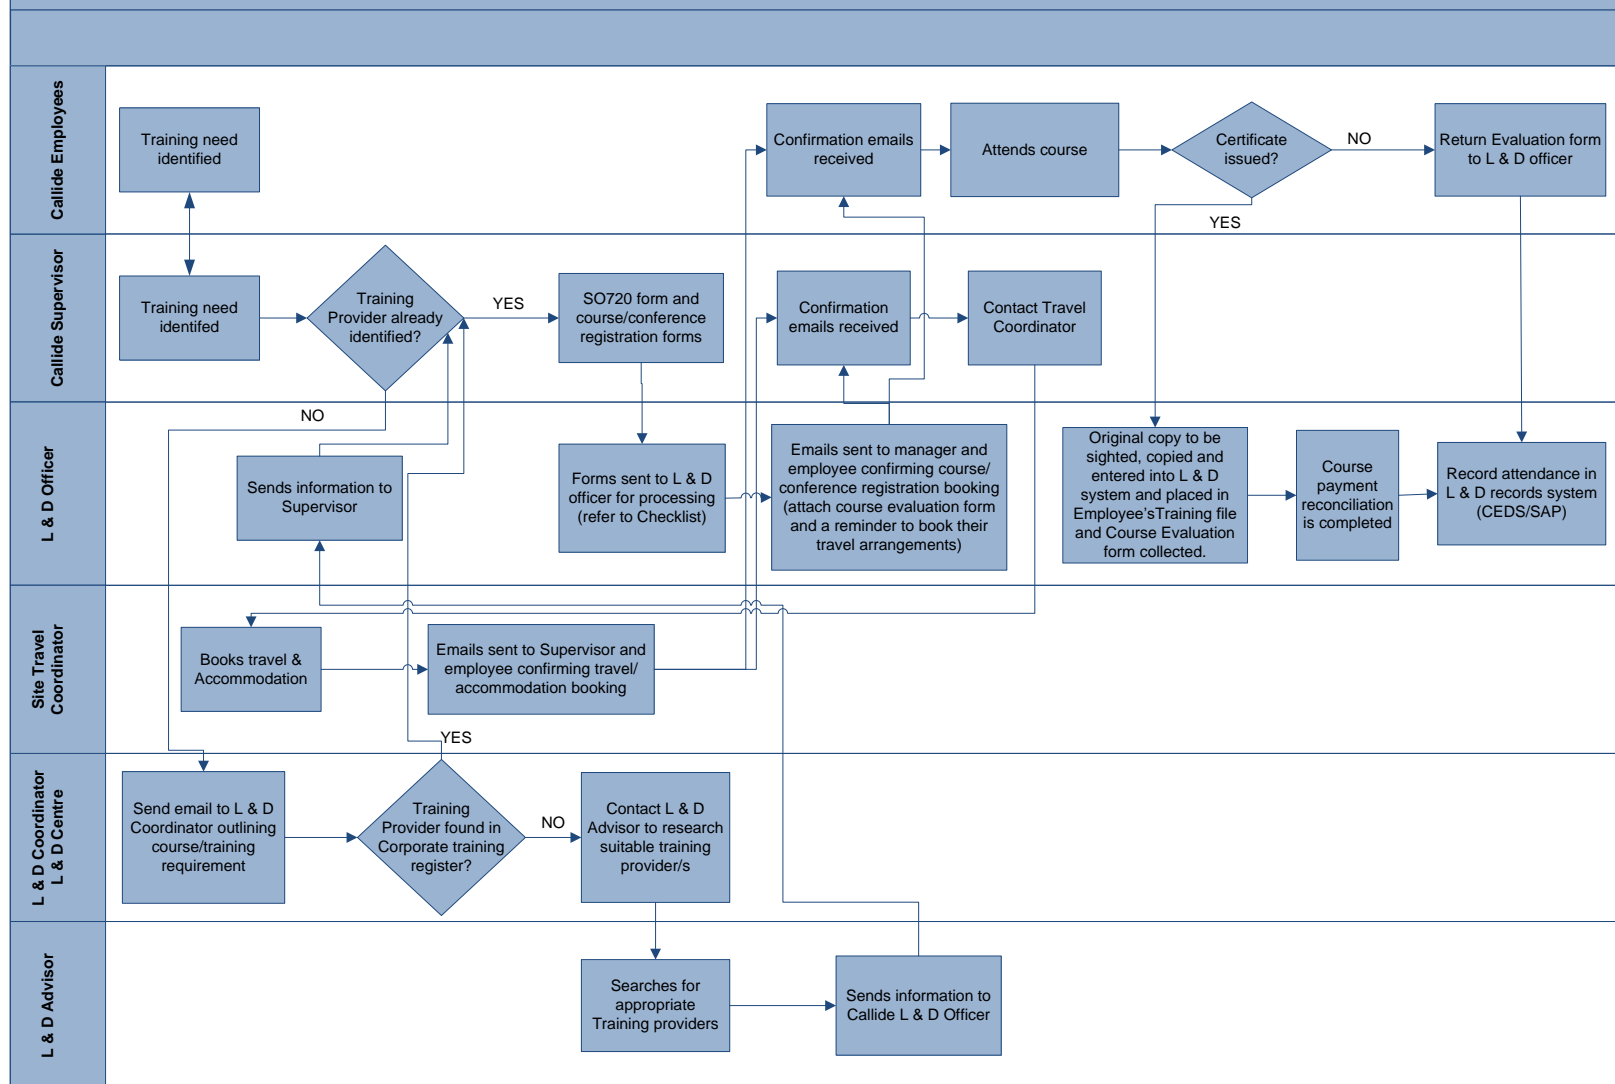 Callide Employees
Training need
identified
Confirmation emails
received
Attends course
Certificate
issued?
NO
YES
Return Evaluation form
to L & D officer
Callide Supervisor
Training need
identifed
Training
Provider already
identified?
YES
NO
SO720 form and
course/conference
registration forms
Confirmation
emails received
Contact Travel
Coordinator
L & D Officer
Sends information to
Supervisor
Forms sent to L & D
officer for processing
(refer to Checklist)
Emails sent to manager and
employee confirming course/
conference registration booking
(attach course evaluation form
and a reminder to book their
travel arrangements)
Original copy to be
sighted, copied and
entered into L & D
system and placed in
Employee'sTraining file
and Course Evaluation
form collected.
Course
payment
reconciliation
is completed
Record attendance in
L & D records system
(CEDS/SAP)
Site Travel
Coordinator
Books travel &
Accommodation
Emails sent to Supervisor and
employee confirming travel/
accommodation booking
L & D Coordinator
L & D Centre
Send email to L & D
Coordinator outlining
course/training
requirement
YES
Training
Provider found in
Corporate training
register?
NO
Contact L & D
Advisor to research
suitable training
provider/s
L & D Advisor
Searches for
appropriate
Training providers
Sends information to
Callide L & D Officer